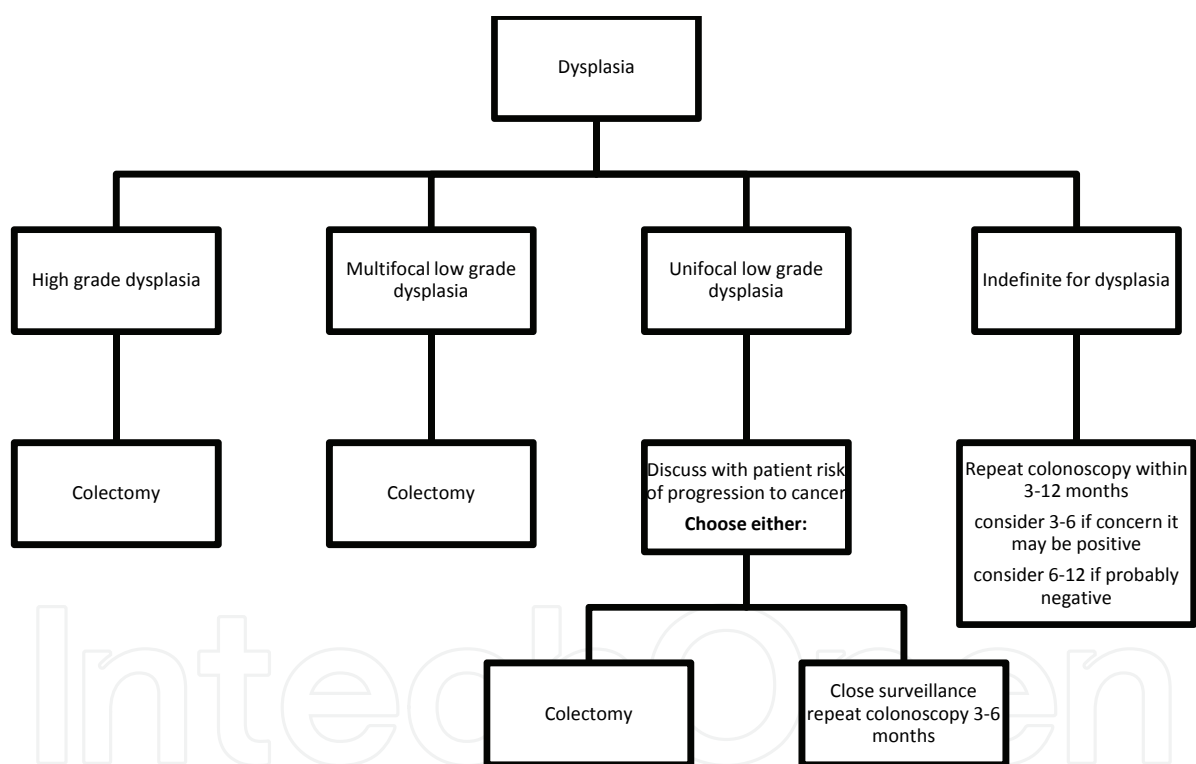 Dysplasia
High grade dysplasia
Multifocal low grade
dysplasia
Unifocal low grade
dysplasia
Indefinite for dysplasia
Colectomy
Colectomy
Discuss with patient risk
of progression to cancer
Choose either:
Repeat colonoscopy within
3-12 months
consider 3-6 if concern it
may be positive
consider 6-12 if probably
negative
Colectomy
Close surveillance
repeat colonoscopy 3-6
months
IntechOpen